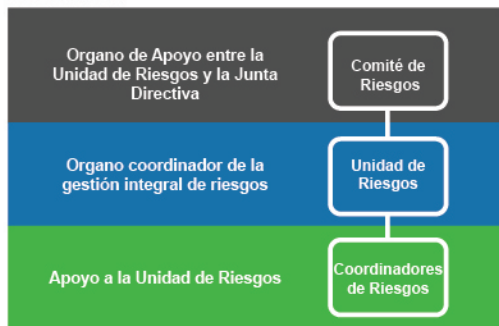 Organo de Apoyo entre la
Unidad de Riesgos y la Junta
Directiva
Comité de
Riesgos
Organo coordinador de la
gestión integral de riesgos
Unidad de
Riesgos
Apoyo a la Unidad de Riesgos
Coordinadores
de Riesgos